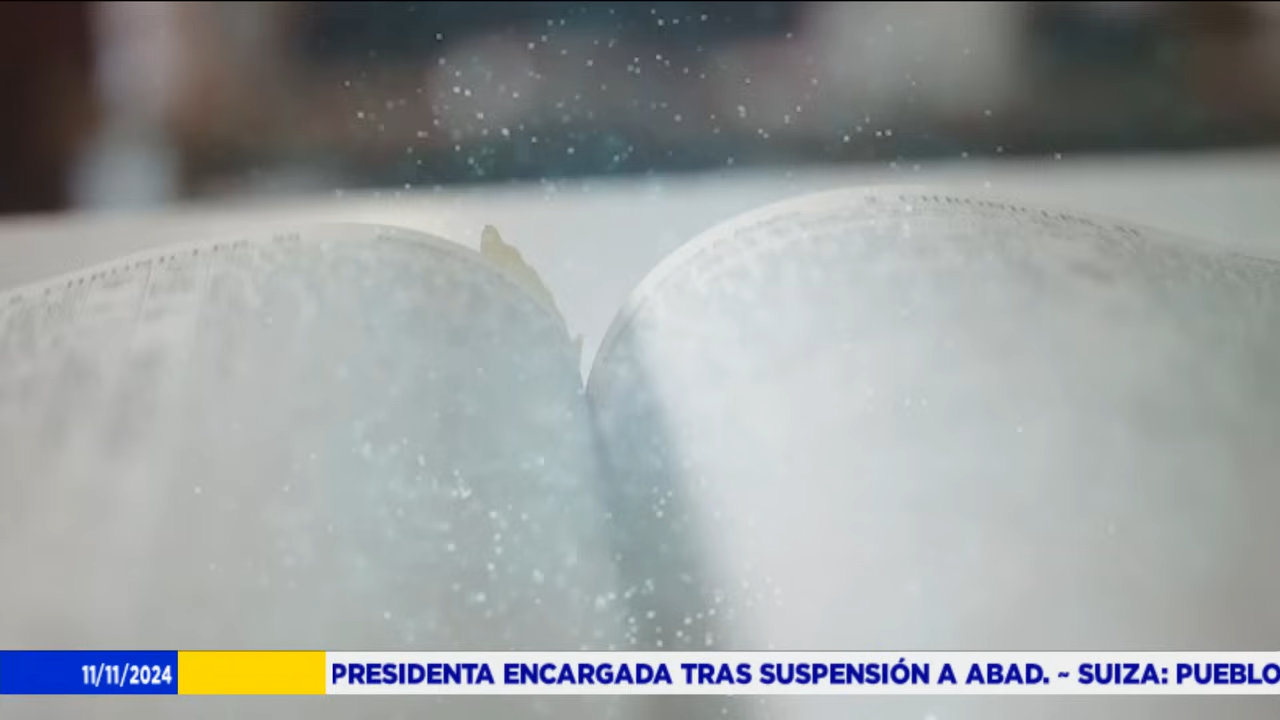 11/11/2024 PRESIDENTA ENCARGADA TRAS SUSPENSIÓN A ABAD. ~ SUIZA: PUEBLO